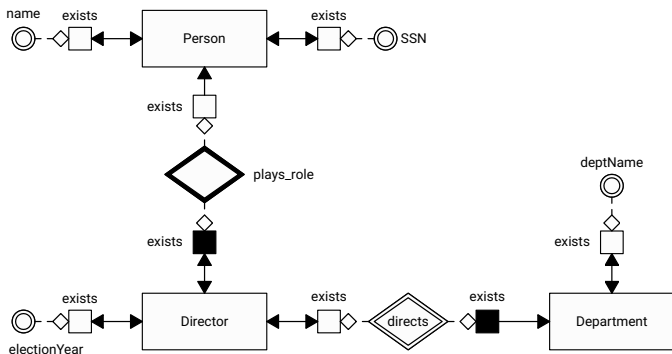 name
exists
Person
exists
SSN
exists
plays_role
deptName
exists
exists
exists
Director
exists
directs
exists
Department
electionYear